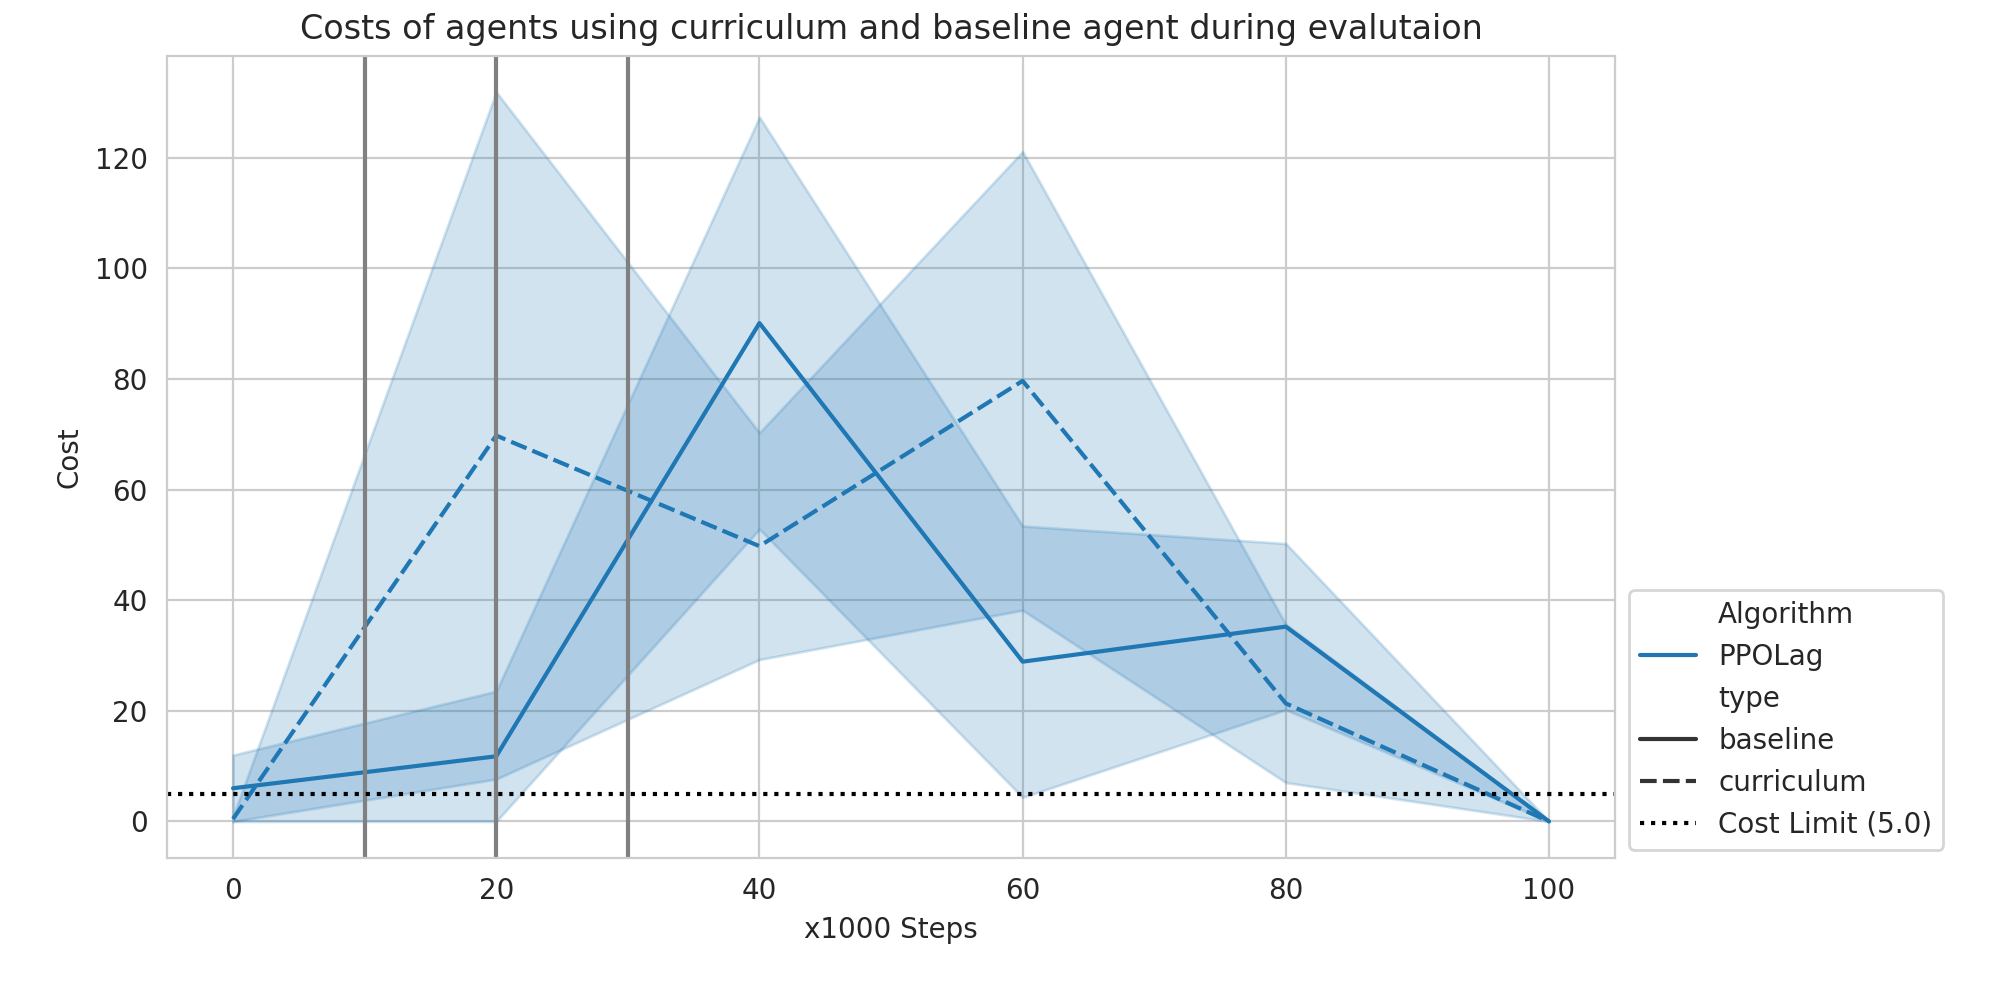 Costs of agents using curriculum and baseline agent during evalutaion
120
100
80
60
40
20
0
Cost
0 20 40 60 80 100
x1000 Steps
Algorithm
PPOLag
type
baseline
curriculum
Cost Limit (5.0)